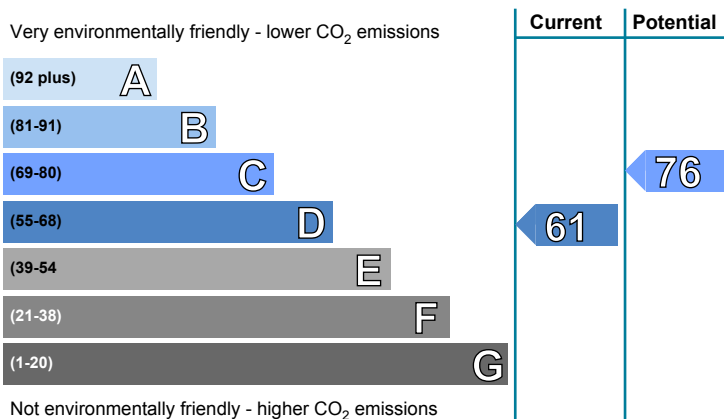 Current Potential
Very environmentally friendly - lower CO2 emissions
(92 plus) A
(81-91) B
(69-80) C
76
(55-68) D
61
(39-54 E
(21-38) F
(1-20) G
Not environmentally friendly - higher CO2 emissions